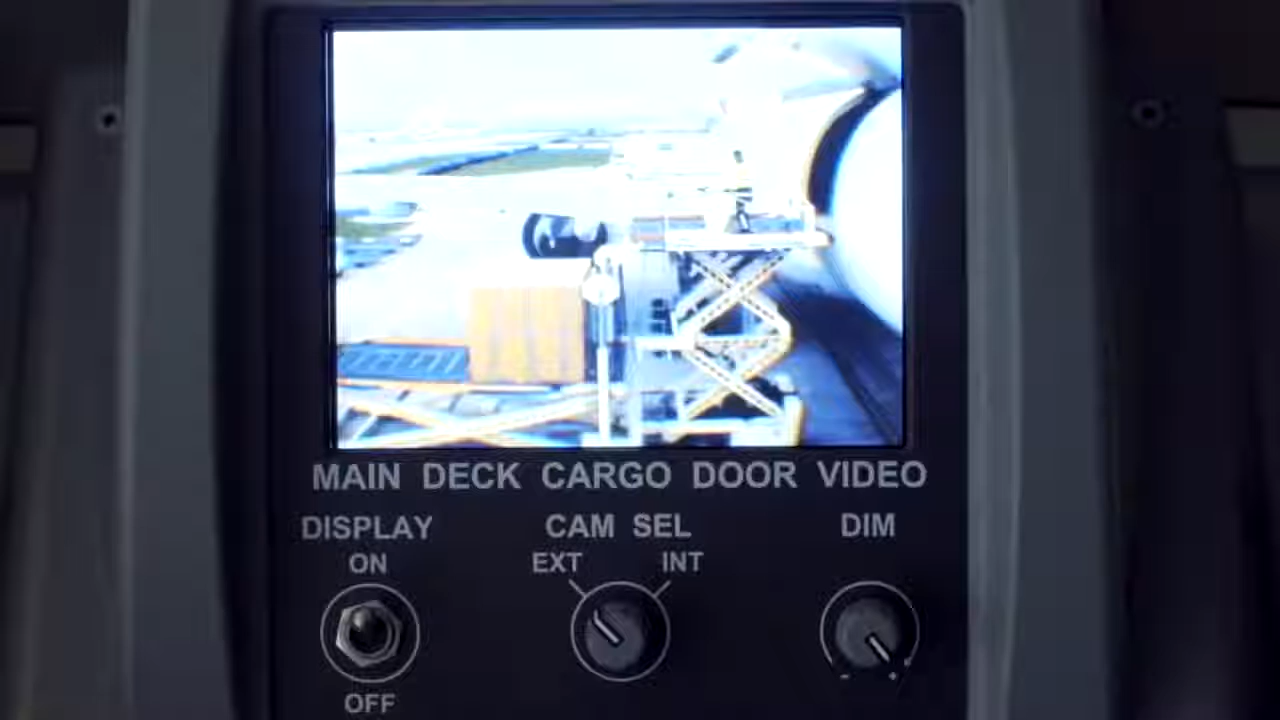 MAIN DECK CARGO DOOR VIDEO
DISPLAY CAM SEL DIM
ON EXT INT
OFF
- +